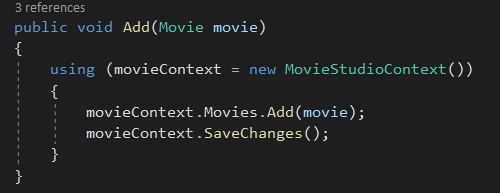 3 references
public void Add(Movie movie)
{
    using (movieContext = new MovieStudioContext())
    {
        movieContext.Movies.Add(movie);
        movieContext.SaveChanges();
    }
}